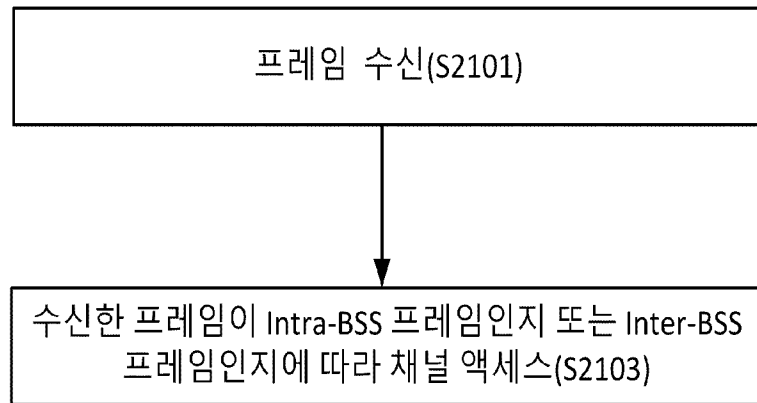 프레임 수신(S2101)
수신한 프레임이 Intra-BSS 프레임인지 또는 Inter-BSS
프레임인지에 따라 채널 액세스(S2103)